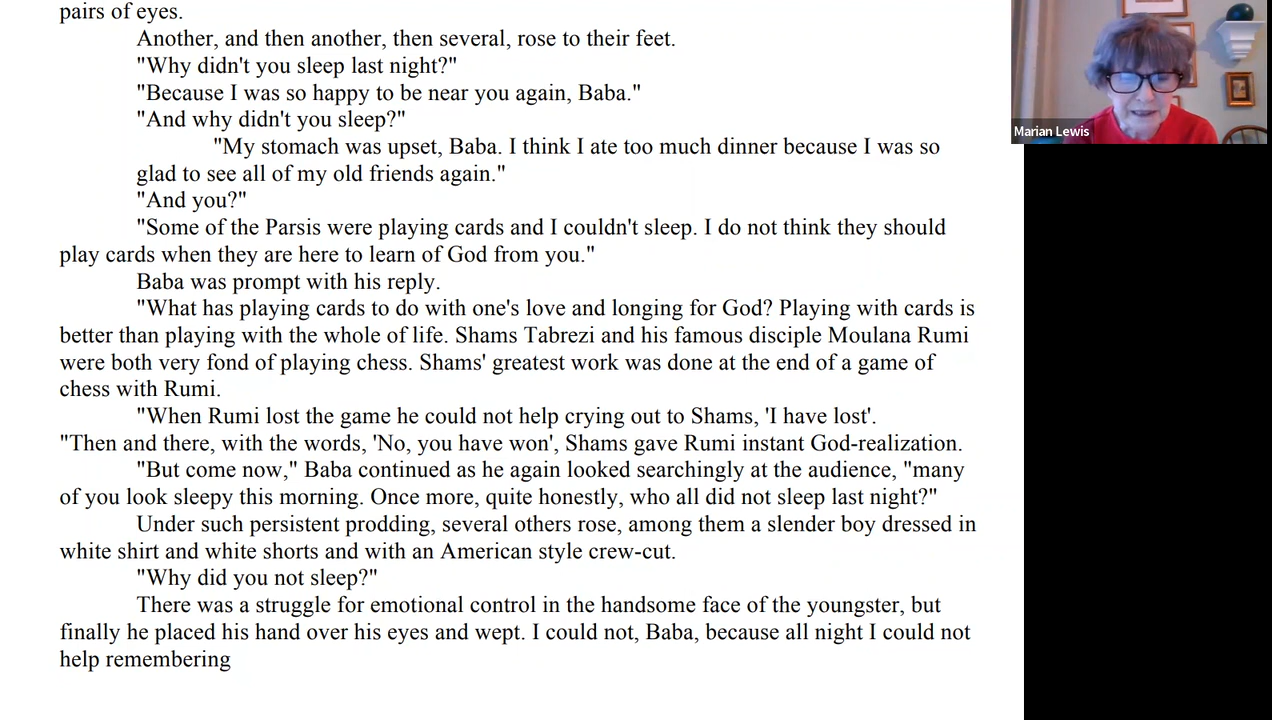 pairs of eyes.
Another, and then another, then several, rose to their feet.
"Why didn't you sleep last night?"
"Because I was so happy to be near you again, Baba."
"And why didn't you sleep?"
"My stomach was upset, Baba. I think I ate too much dinner because I was so
glad to see all of my old friends again."
"And you?"
"Some of the Parsis were playing cards and I couldn't sleep. I do not think they should
play cards when they are here to learn of God from you."
Baba was prompt with his reply.
"What has playing cards to do with one's love and longing for God? Playing with cards is
better than playing with the whole of life. Shams Tabrezi and his famous disciple Moulana Rumi
were both very fond of playing chess. Shams' greatest work was done at the end of a game of
chess with Rumi.
"When Rumi lost the game he could not help crying out to Shams, 'I have lost'.
"Then and there, with the words, 'No, you have won', Shams gave Rumi instant God-realization.
"But come now," Baba continued as he again looked searchingly at the audience, "many
of you look sleepy this morning. Once more, quite honestly, who all did not sleep last night?"
Under such persistent prodding, several others rose, among them a slender boy dressed in
white shirt and white shorts and with an American style crew-cut.
"Why did you not sleep?"
There was a struggle for emotional control in the handsome face of the youngster, but
finally he placed his hand over his eyes and wept. I could not, Baba, because all night I could not
help remembering
Marian Lewis